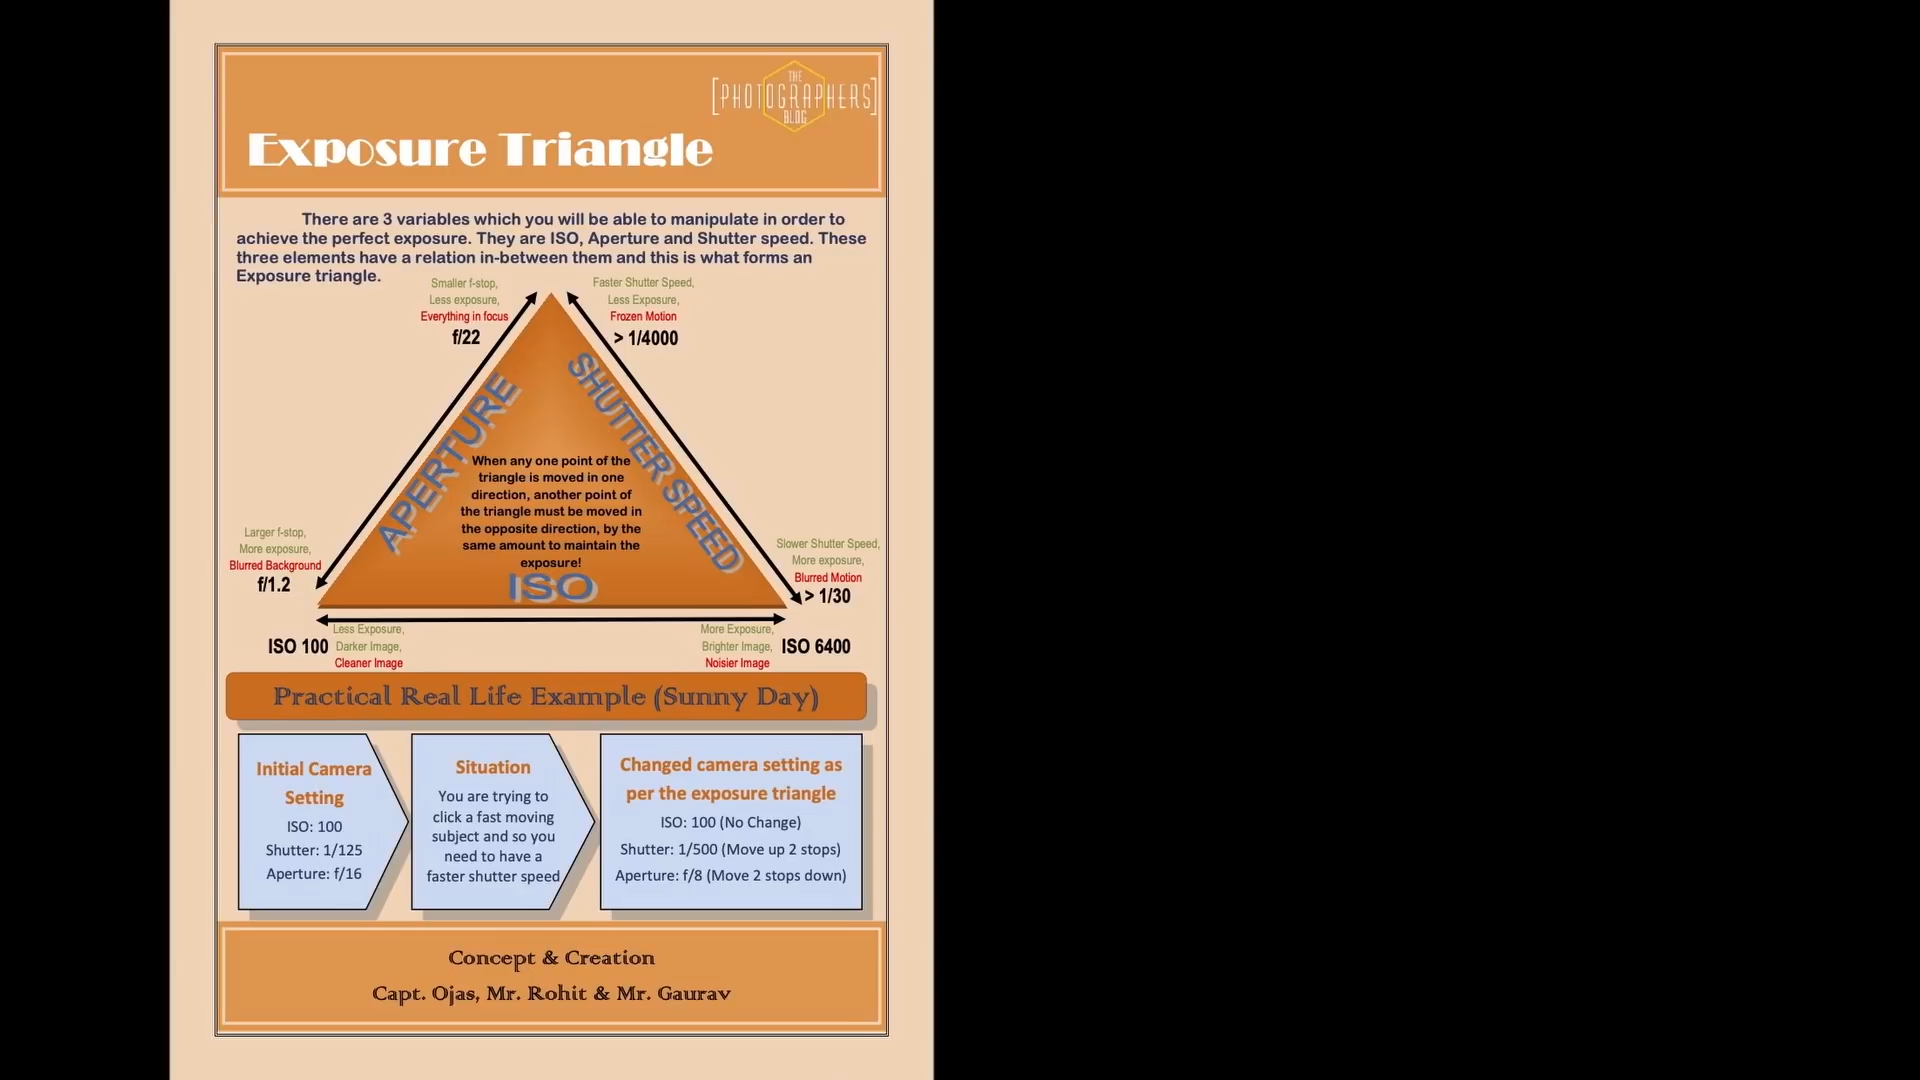 THE
[PHOTOGRAPHERS]
BLOG
Exposure Triangle
There are 3 variables which you will be able to manipulate in order to
achieve the perfect exposure. They are ISO, Aperture and Shutter speed. These
three elements have a relation in-between them and this is what forms an
Exposure triangle.
Smaller f-stop,
Less exposure,
Everything in focus
f/22
Faster Shutter Speed,
Less Exposure,
Frozen Motion
> 1/4000
APERTURE
SHUTTER SPEED
When any one point of the
triangle is moved in one
direction, another point of
the triangle must be moved in
the opposite direction, by the
same amount to maintain the
exposure!
ISO
Larger f-stop,
More exposure,
Blurred Background
f/1.2
Slower Shutter Speed,
More exposure,
Blurred Motion
> 1/30
ISO 100
Less Exposure,
Darker Image,
Cleaner Image
More Exposure,
Brighter Image,
Noisier Image
ISO 6400
Practical Real Life Example (Sunny Day)
Initial Camera
Setting
ISO: 100
Shutter: 1/125
Aperture: f/16
Situation
You are trying to
click a fast moving
subject and so you
need to have a
faster shutter speed
Changed camera setting as
per the exposure triangle
ISO: 100 (No Change)
Shutter: 1/500 (Move up 2 stops)
Aperture: f/8 (Move 2 stops down)
Concept & Creation
Capt. Ojas, Mr. Rohit & Mr. Gaurav